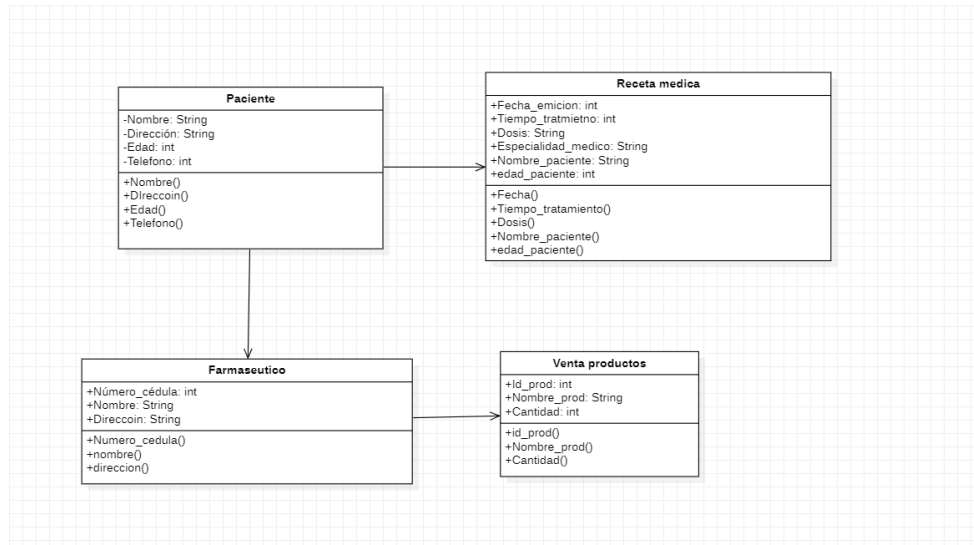 Paciente
-Nombre: String
-Dirección: String
-Edad: int
-Telefono: int
+Nombre()
+DIreccoin()
+Edad()
+Telefono()
Receta medica
+Fecha_emicion: int
+Tiempo_tratmietno: int
+Dosis: String
+Especialidad_medico: String
+Nombre_paciente: String
+edad_paciente: int
+Fecha()
+Tiempo_tratamiento()
+Dosis()
+Nombre_paciente()
+edad_paciente()
Farmaseutico
+Número_cédula: int
+Nombre: String
+Direccoin: String
+Numero_cedula()
+nombre()
+direccion()
Venta productos
+Id_prod: int
+Nombre_prod: String
+Cantidad: int
+id_prod()
+Nombre_prod()
+Cantidad()